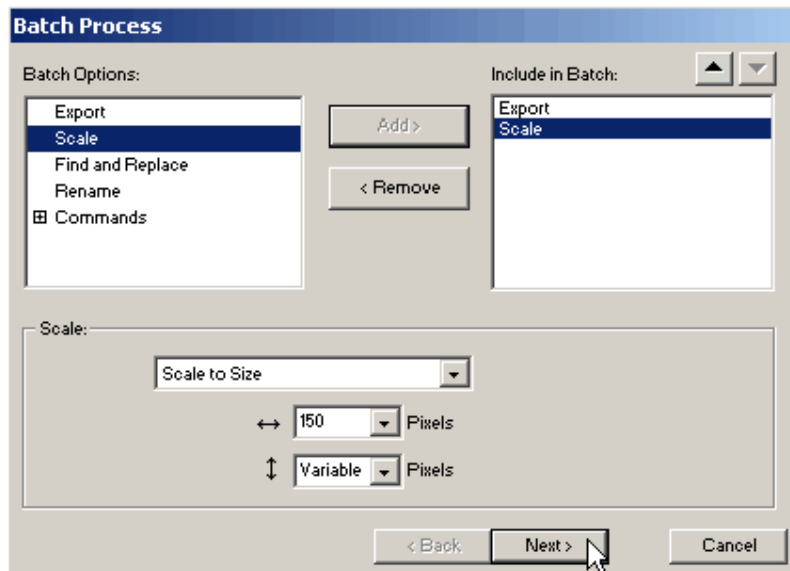 Batch Process
Batch Options:
Include in Batch:
Export
Scale
Find and Replace
Rename
Commands
Add >
< Remove
Export
Scale
Scale:
Scale to Size
150 Pixels
Variable Pixels
< Back
Next >
Cancel